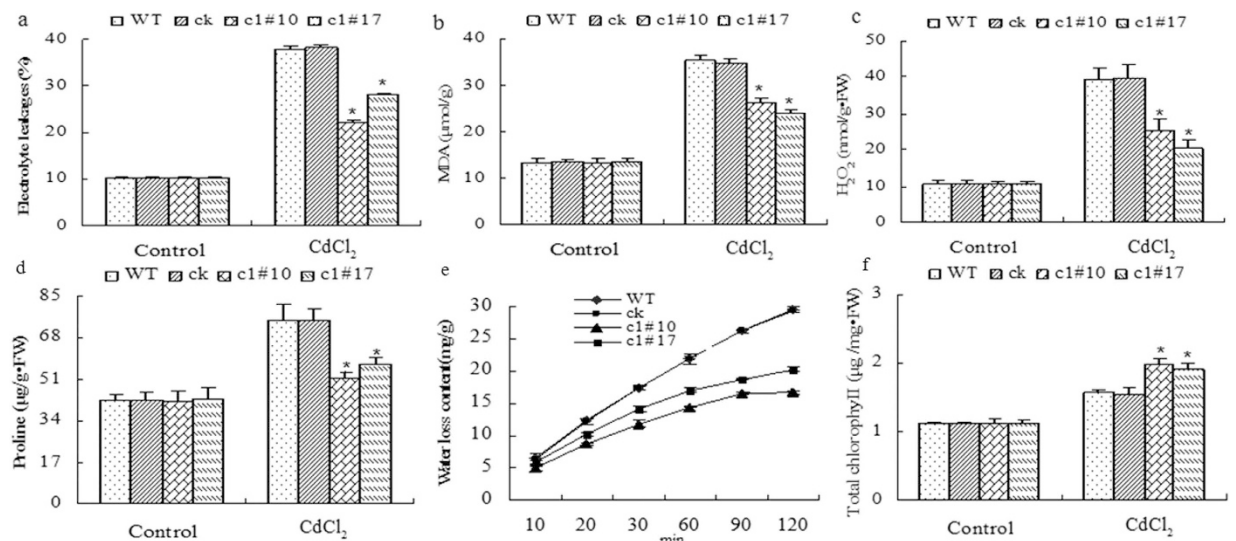 a
WT ck c1#10 c1#17
Electrolyte leakages (%)
40
30
20
10
0
*
*
Control
CdCl2
b
WT ck c1#10 c1#17
MDA (μmol/g)
40
30
20
10
0
*
*
Control
CdCl2
c
WT ck c1#10 c1#17
H2O2 (nmol/g•FW)
50
40
30
20
10
0
*
*
Control
CdCl2
d
WT ck c1#10 c1#17
Proline (μg/g•FW)
85
68
51
34
17
0
*
*
Control
CdCl2
e
WT
ck
c1#10
c1#17
Water loss content(mg/g)
30
25
20
15
10
5
0
10 20 30 60 90 120
min
f
WT ck c1#10 c1#17
Total chlorophyII (μg /mg•FW)
3
2
1
0
*
*
Control
CdCl2